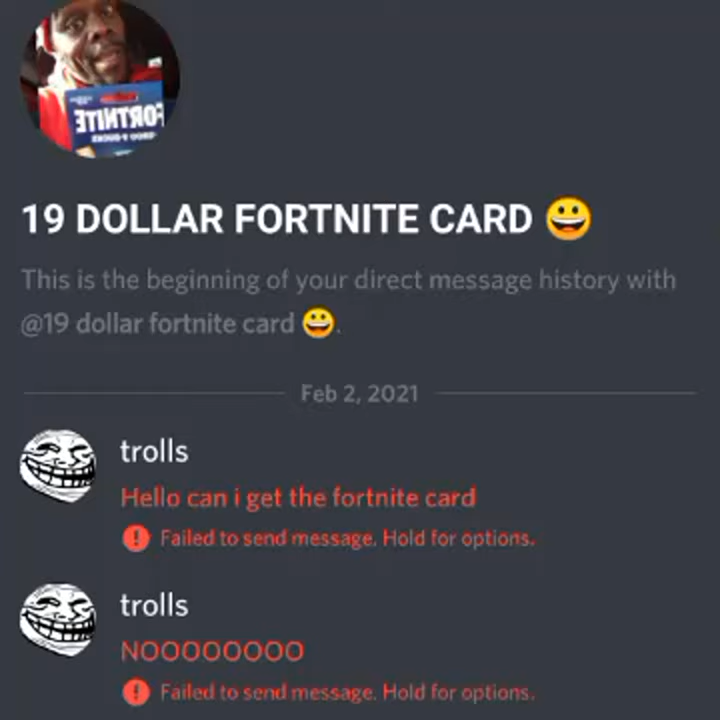 FORTNITE
19 DOLLAR FORTNITE CARD 😀
This is the beginning of your direct message history with
@19 dollar fortnite card 😀.
Feb 2, 2021
trolls
Hello can i get the fortnite card
Failed to send message. Hold for options.
trolls
NOOOOOOOO
Failed to send message. Hold for options.